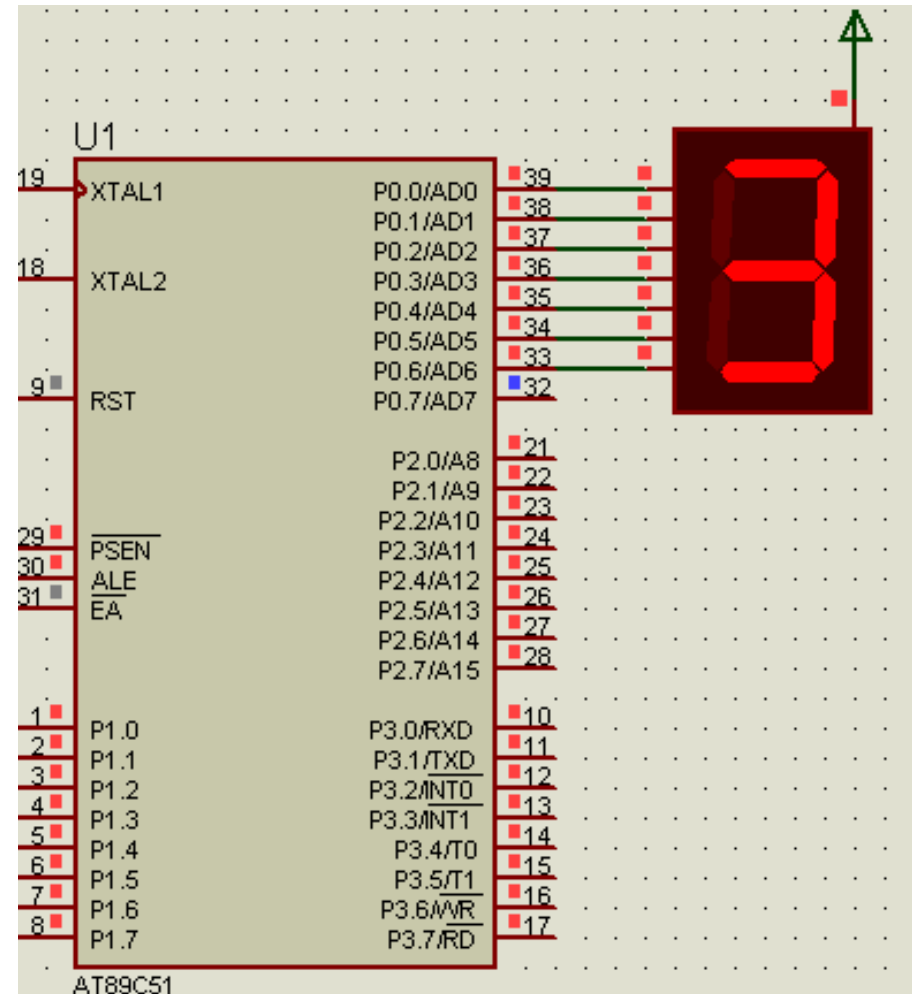 U1
19 XTAL1 P0.0/AD0 39
P0.1/AD1 38
P0.2/AD2 37
18 XTAL2 P0.3/AD3 36
P0.4/AD4 35
P0.5/AD5 34
P0.6/AD6 33
9 RST P0.7/AD7 32
P2.0/A8 21
P2.1/A9 22
P2.2/A10 23
29 PSEN P2.3/A11 24
30 ALE P2.4/A12 25
31 EA P2.5/A13 26
P2.6/A14 27
P2.7/A15 28
1 P1.0 P3.0/RXD 10
2 P1.1 P3.1/TXD 11
3 P1.2 P3.2/INT0 12
4 P1.3 P3.3/INT1 13
5 P1.4 P3.4/T0 14
6 P1.5 P3.5/T1 15
7 P1.6 P3.6/WR 16
8 P1.7 P3.7/RD 17
AT89C51
3